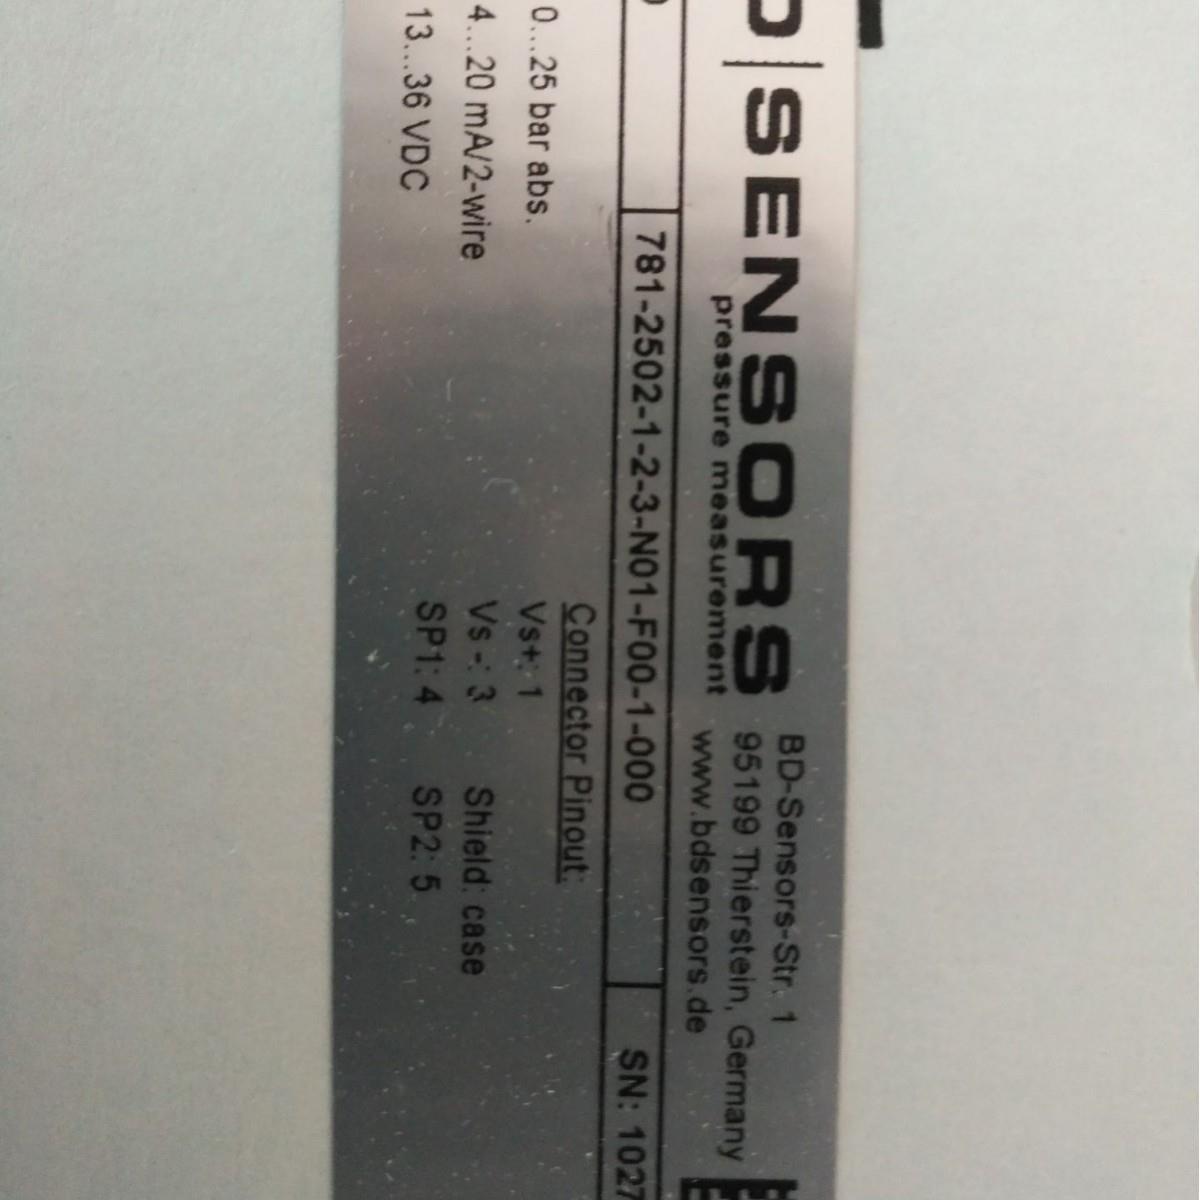 D|SENSORS
pressure measurement
BD-Sensors-Str. 1
95199 Thierstein, Germany
www.bdsensors.de
781-2502-1-2-3-N01-F00-1-000
SN: 1027
0...25 bar abs.
4...20 mA/2-wire
13...36 VDC
Connector Pinout:
Vs+: 1
Vs -: 3 Shield: case
SP1: 4 SP2: 5